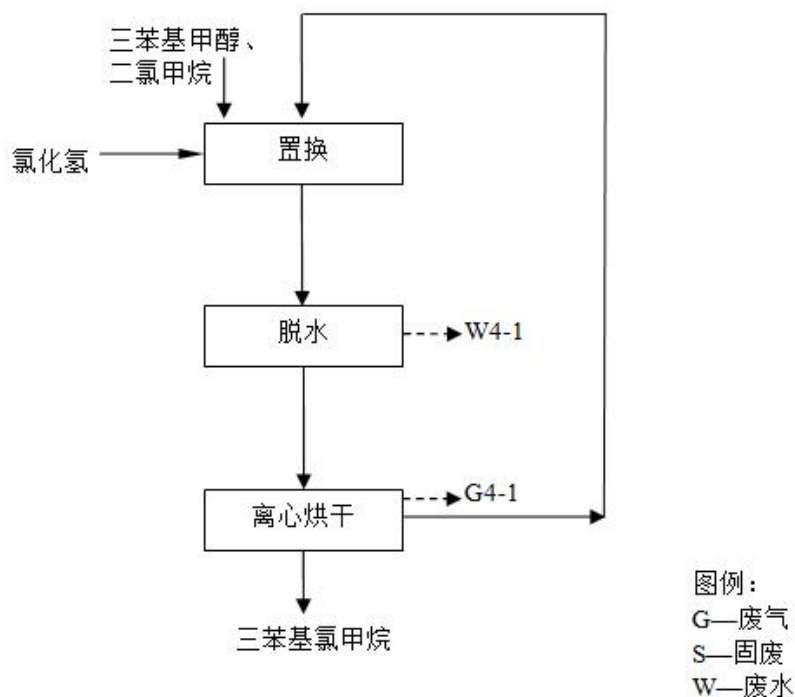 三苯基甲醇、
二氯甲烷
置换
氯化氢
脱水
W4-1
G4-1
离心烘干
三苯基氯甲烷
图例：
G—废气
S—固废
W—废水